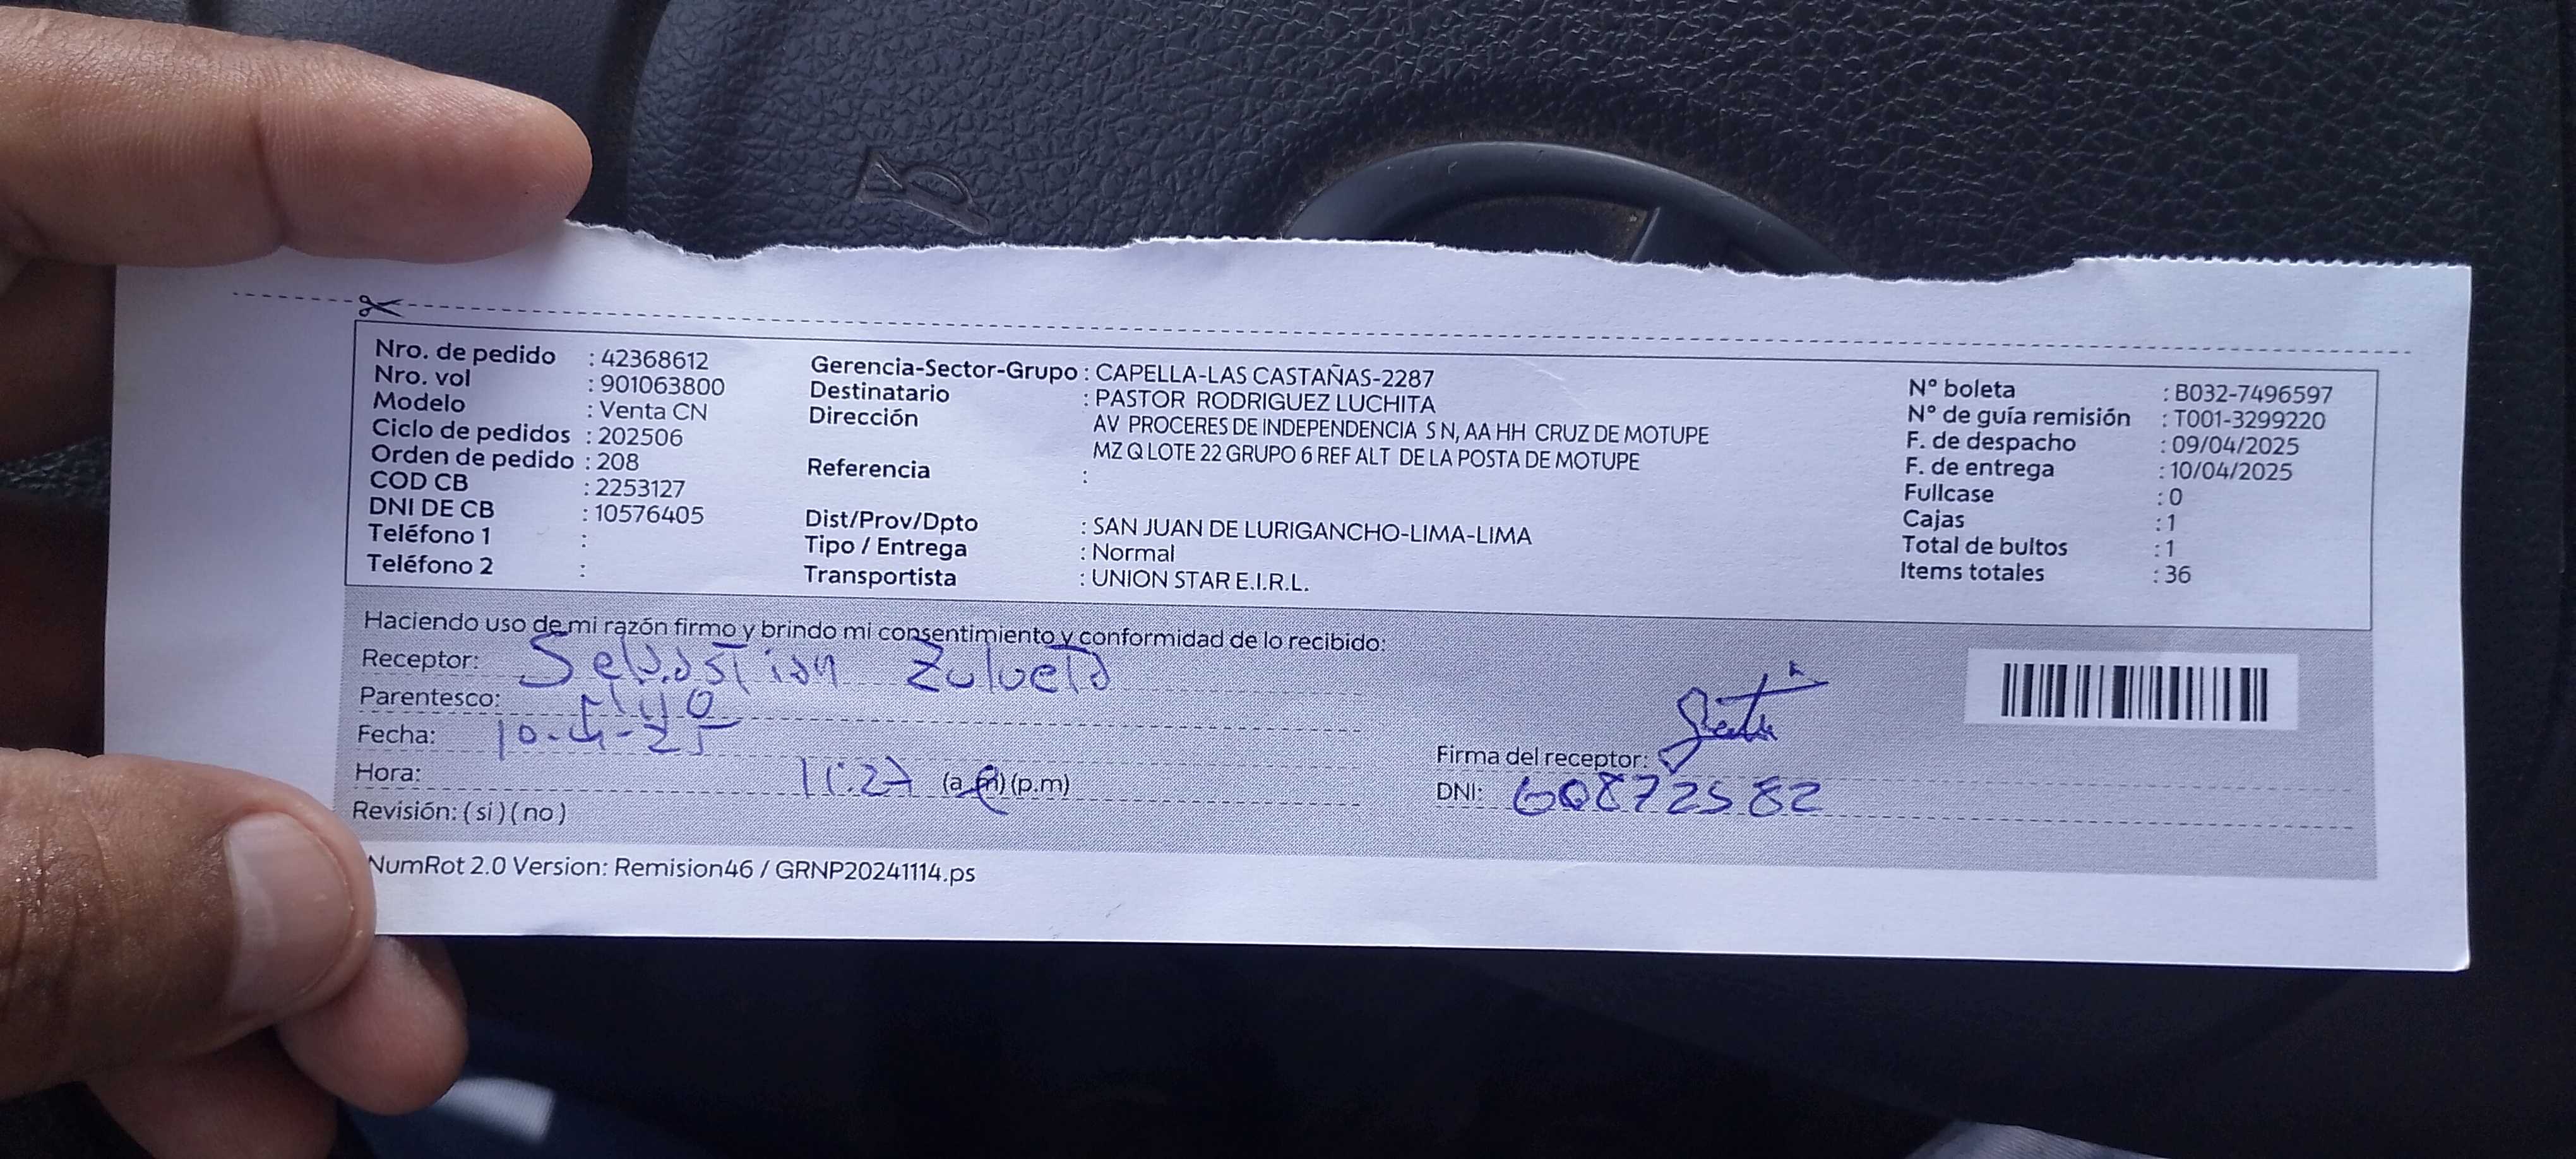 Nro. de pedido : 42368612
Nro. vol : 901063800
Modelo : Venta CN
Ciclo de pedidos : 202506
Orden de pedido : 208
COD CB : 2253127
DNI DE CB : 10576405
Teléfono 1 :
Teléfono 2 :
Gerencia-Sector-Grupo : CAPELLA-LAS CASTAÑAS-2287
Destinatario : PASTOR RODRIGUEZ LUCHITA
Dirección AV PROCERES DE INDEPENDENCIA S N, AA HH CRUZ DE MOTUPE
MZ Q LOTE 22 GRUPO 6 REF ALT DE LA POSTA DE MOTUPE
Referencia :
Dist/Prov/Dpto : SAN JUAN DE LURIGANCHO-LIMA-LIMA
Tipo / Entrega : Normal
Transportista : UNION STAR E.I.R.L.
N° boleta : B032-7496597
N° de guía remisión : T001-3299220
F. de despacho : 09/04/2025
F. de entrega : 10/04/2025
Fullcase : 0
Cajas : 1
Total de bultos : 1
Items totales : 36
Haciendo uso de mi razón firmo y brindo mi consentimiento y conformidad de lo recibido:
Receptor: Sebastian Zulueta
Parentesco: Hijo
Fecha: 10-4-25
Hora: 11:27 (a.m) (p.m)
Revisión: (si) (no)
Firma del receptor:
DNI: 60872582
NumRot 2.0 Version: Remision46 / GRNP20241114.ps